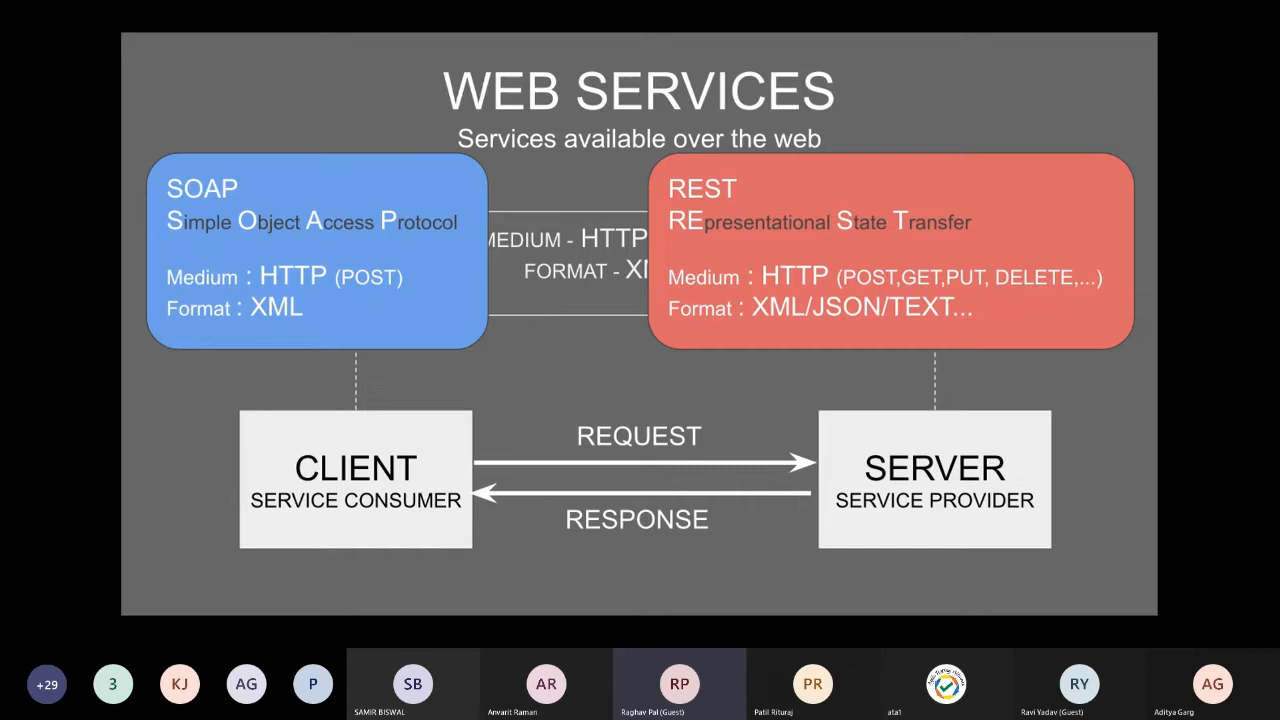 WEB SERVICES
Services available over the web
SOAP
Simple Object Access Protocol
Medium : HTTP (POST)
Format : XML
MEDIUM - HTTP
FORMAT -
REST
REpresentational State Transfer
Medium : HTTP (POST,GET,PUT, DELETE,...)
Format : XML/JSON/TEXT...
CLIENT
SERVICE CONSUMER
REQUEST
RESPONSE
SERVER
SERVICE PROVIDER
+29
3
KJ
AG
P
SB
SAMIR BISWAL
AR
Anvarit Raman
RP
Raghav Pal (Guest)
PR
Patil Rituraj
ata1
RY
Ravi Yadav (Guest)
AG
Aditya Garg